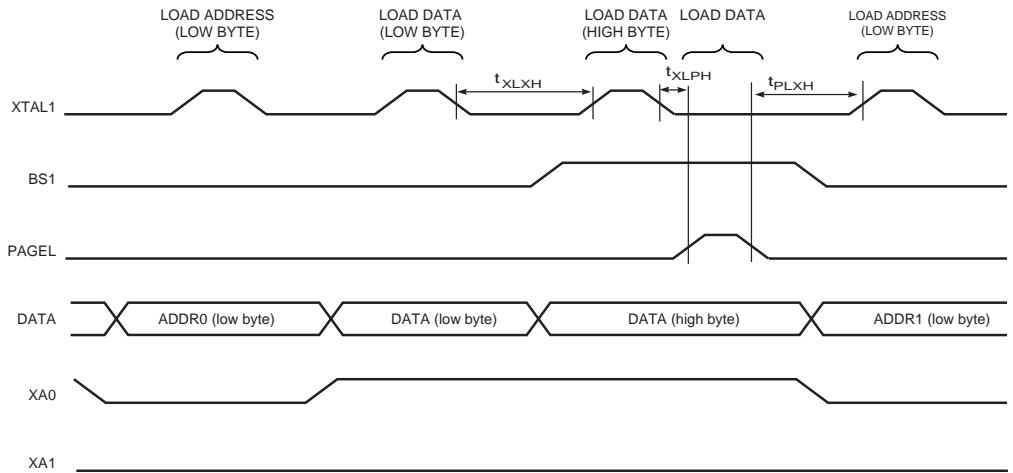 LOAD ADDRESS
(LOW BYTE)
LOAD DATA
(LOW BYTE)
LOAD DATA
(HIGH BYTE)
LOAD DATA
LOAD ADDRESS
(LOW BYTE)
tXLXH
tXLPH
tPLXH
XTAL1
BS1
PAGEL
DATA
ADDR0 (low byte)
DATA (low byte)
DATA (high byte)
ADDR1 (low byte)
XA0
XA1